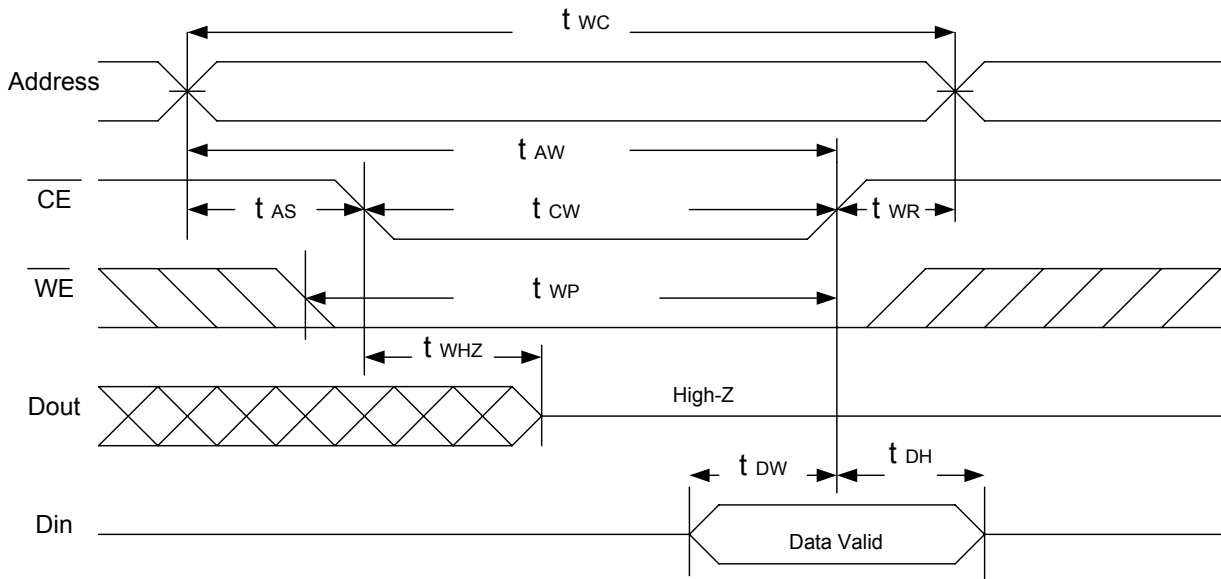 t WC
Address
t AW
CE
t AS
t CW
t WR
WE
t WP
t WHZ
Dout
High-Z
t DW
t DH
Din
Data Valid